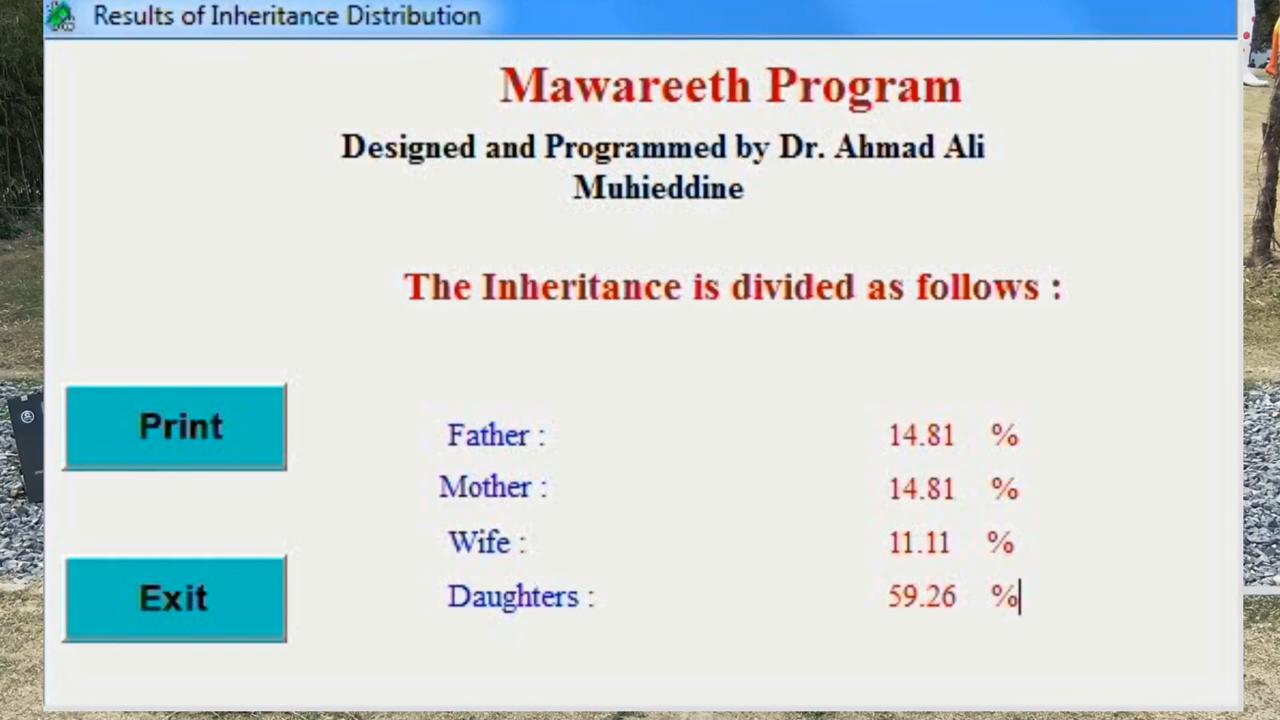 Results of Inheritance Distribution
Mawareeth Program
Designed and Programmed by Dr. Ahmad Ali
Muhieddine
The Inheritance is divided as follows :
Print
Father : 14.81 %
Mother : 14.81 %
Wife : 11.11 %
Exit
Daughters : 59.26 %